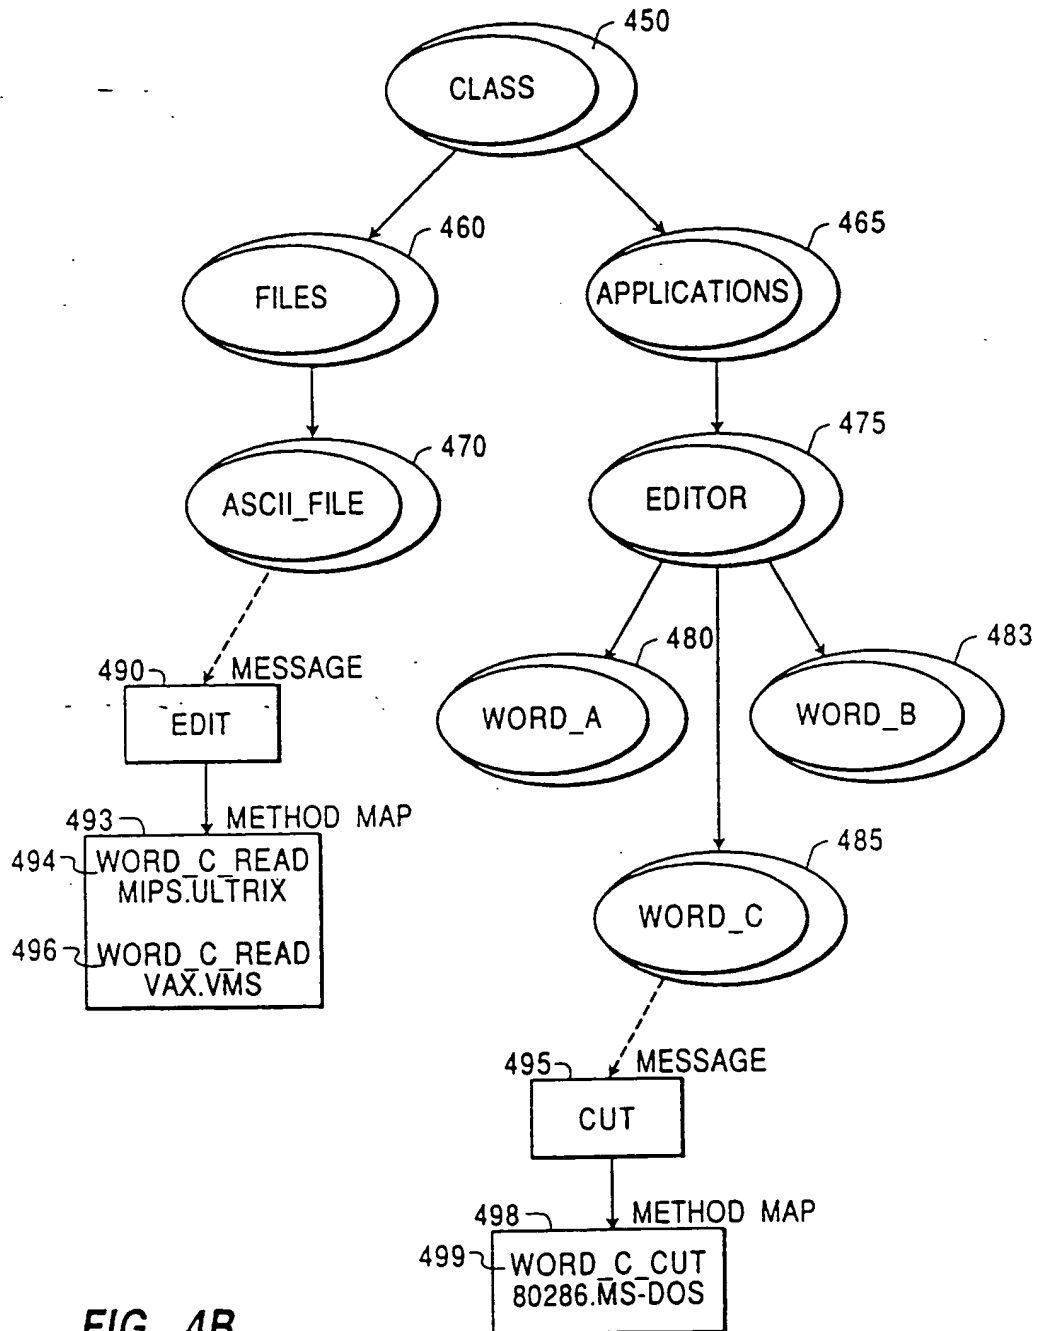 450
CLASS
460
465
FILES
APPLICATIONS
470
475
ASCII_FILE
EDITOR
480
483
490
MESSAGE
EDIT
WORD_A
WORD_B
493
METHOD MAP
494
WORD_C_READ
MIPS.ULTRIX
496
WORD_C_READ
VAX.VMS
485
WORD_C
495
MESSAGE
CUT
498
METHOD MAP
499
WORD_C_CUT
80286.MS-DOS
FIG. 4B